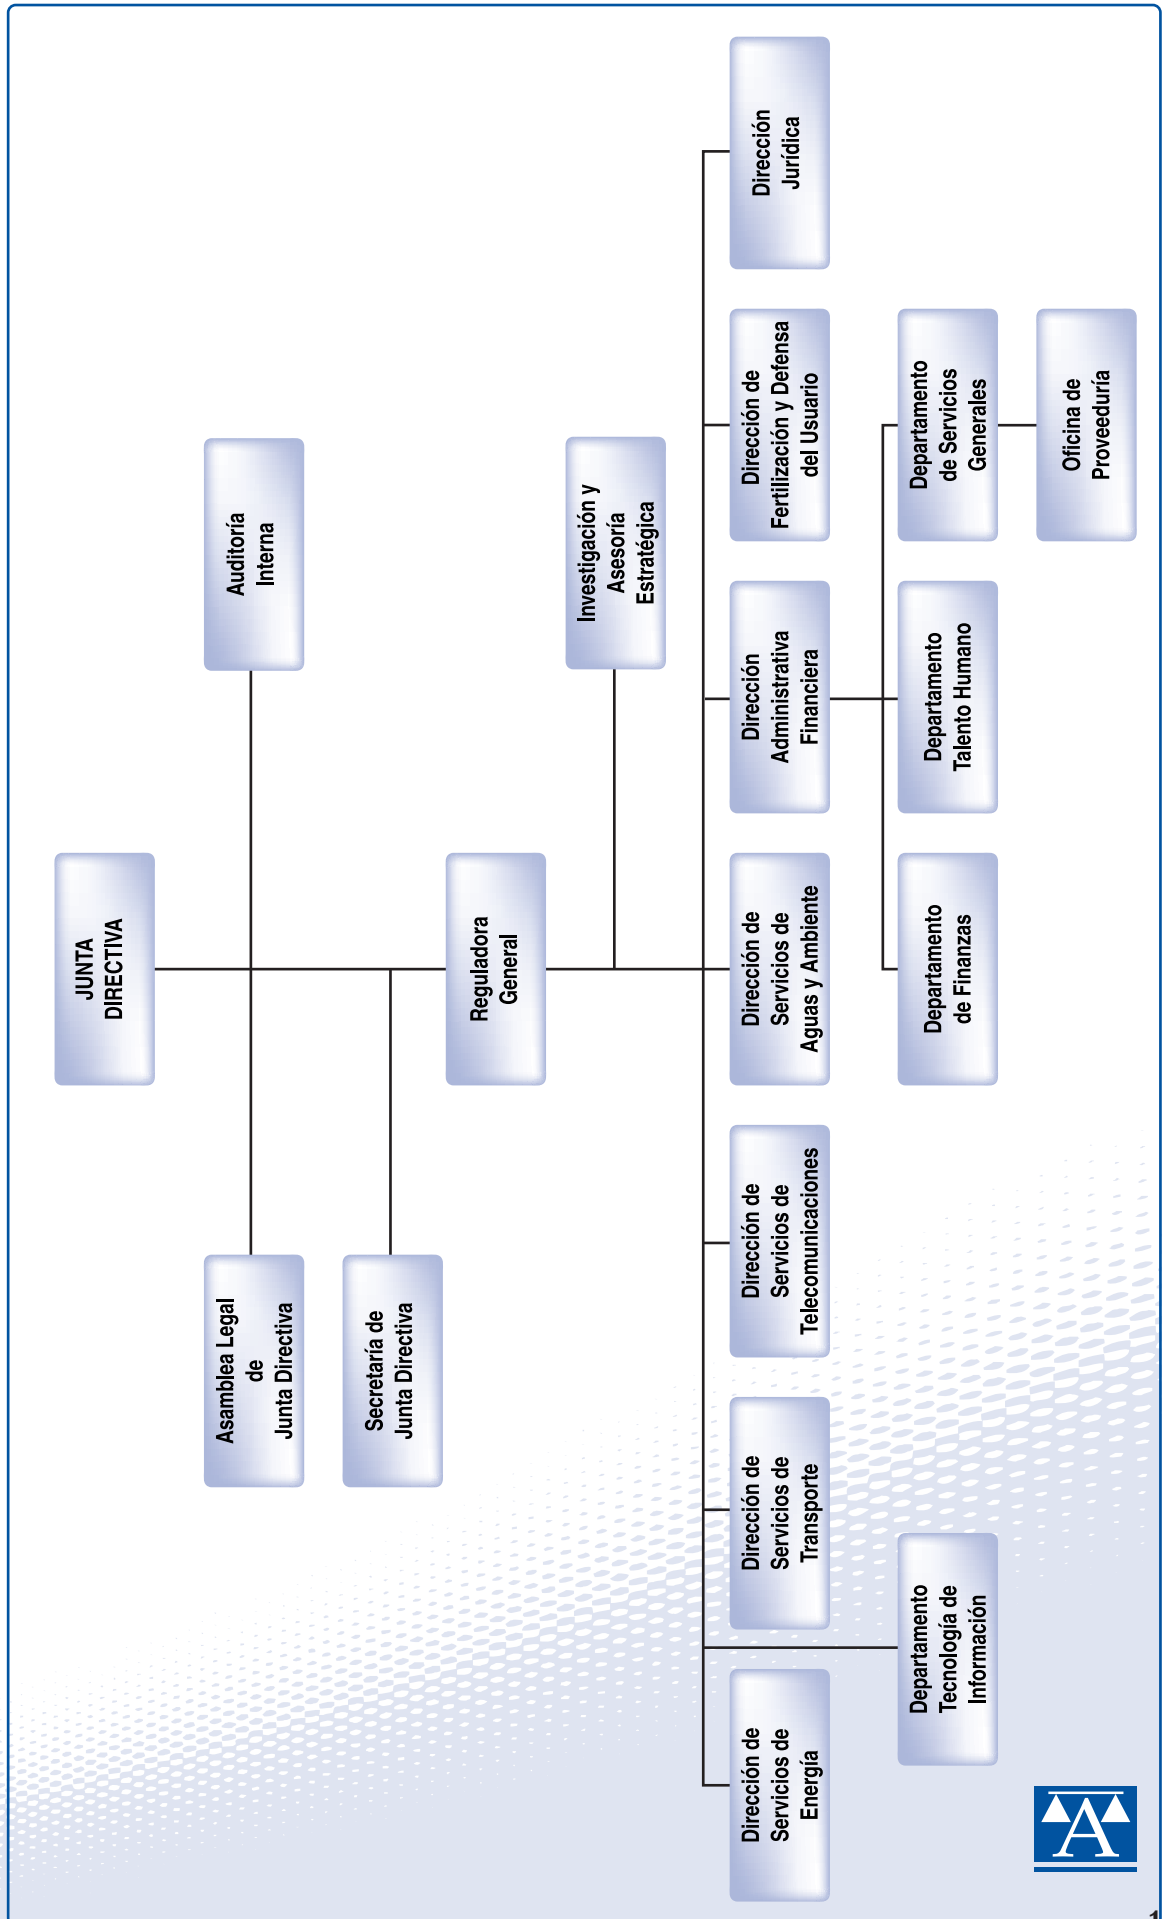 JUNTA
DIRECTIVA
Asamblea Legal
de
Junta Directiva
Auditoría
Interna
Secretaría de
Junta Directiva
Reguladora
General
Investigación y
Asesoría
Estratégica
Dirección de
Servicios de
Energía
Dirección de
Servicios de
Transporte
Dirección de
Servicios de
Telecomunicaciones
Dirección de
Servicios de
Aguas y Ambiente
Dirección
Administrativa
Financiera
Dirección de
Fertilización y Defensa
del Usuario
Dirección
Jurídica
Departamento
Tecnología de
Información
Departamento
de Finanzas
Departamento
Talento Humano
Departamento
de Servicios
Generales
Oficina de
Proveeduría
A